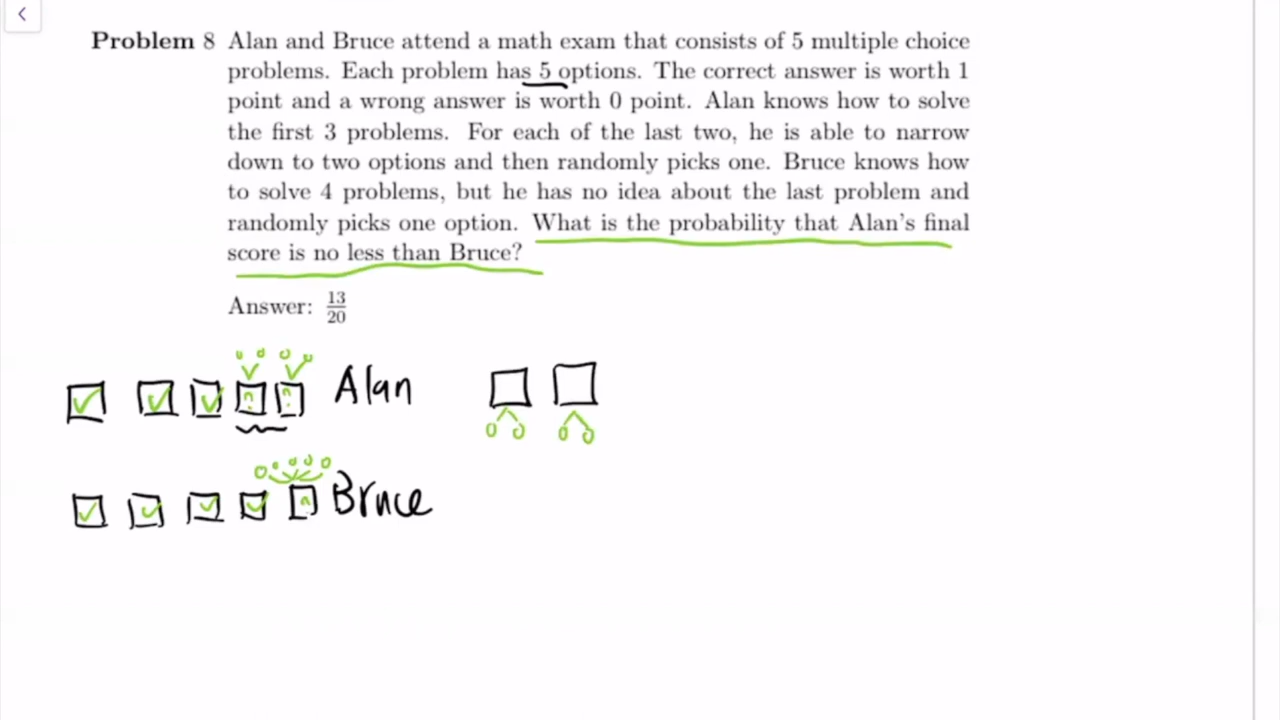 Problem 8 Alan and Bruce attend a math exam that consists of 5 multiple choice
problems. Each problem has 5 options. The correct answer is worth 1
point and a wrong answer is worth 0 point. Alan knows how to solve
the first 3 problems. For each of the last two, he is able to narrow
down to two options and then randomly picks one. Bruce knows how
to solve 4 problems, but he has no idea about the last problem and
randomly picks one option. What is the probability that Alan's final
score is no less than Bruce?
Answer: 13/20
Alan
Bruce